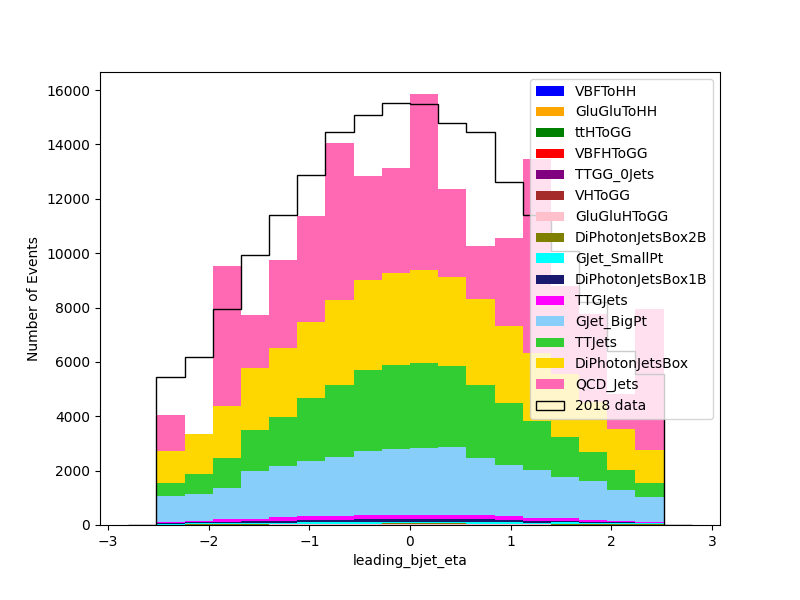 16000
14000
12000
10000
8000
6000
4000
2000
0
Number of Events
−3
−2
−1
0
1
2
3
leading_bjet_eta
VBFToHH
GluGluToHH
ttHToGG
VBFHToGG
TTGG_0Jets
VHToGG
GluGluHToGG
DiPhotonJetsBox2B
GJet_SmallPt
DiPhotonJetsBox1B
TTGJets
GJet_BigPt
TTJets
DiPhotonJetsBox
QCD_Jets
2018 data